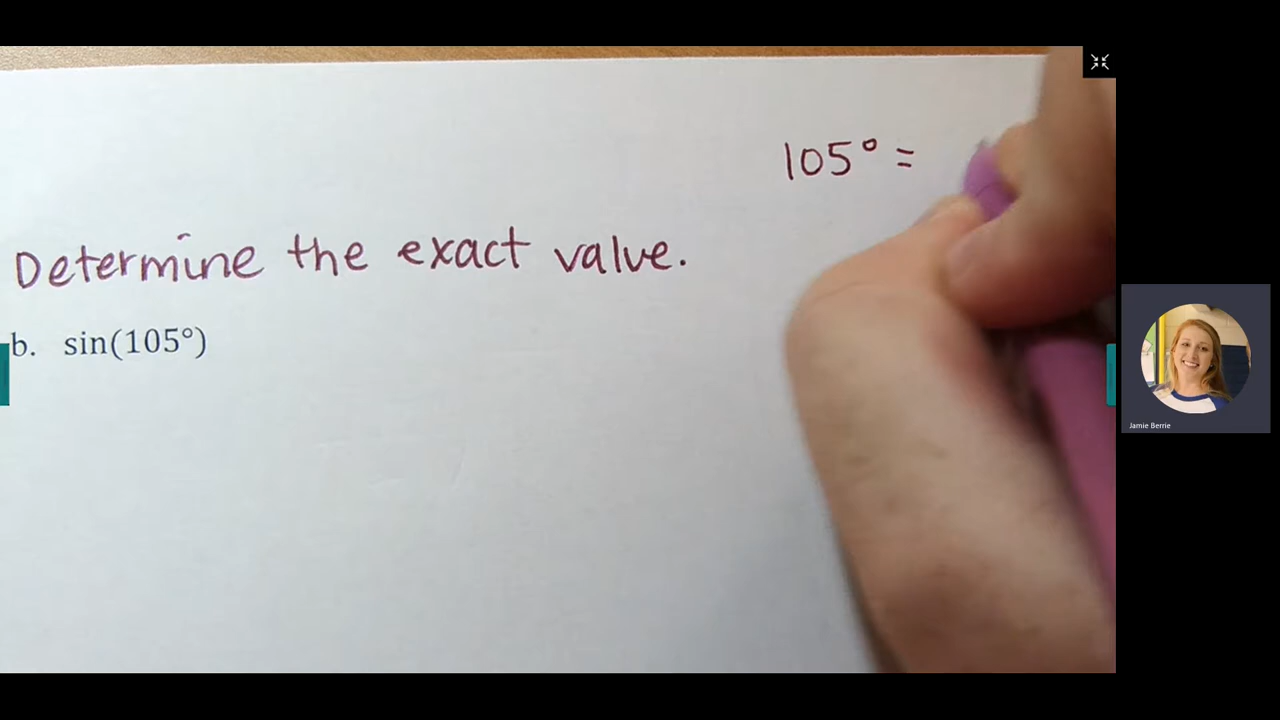 105° =
Determine the exact value.
b. sin(105°)
Jamie Berrie